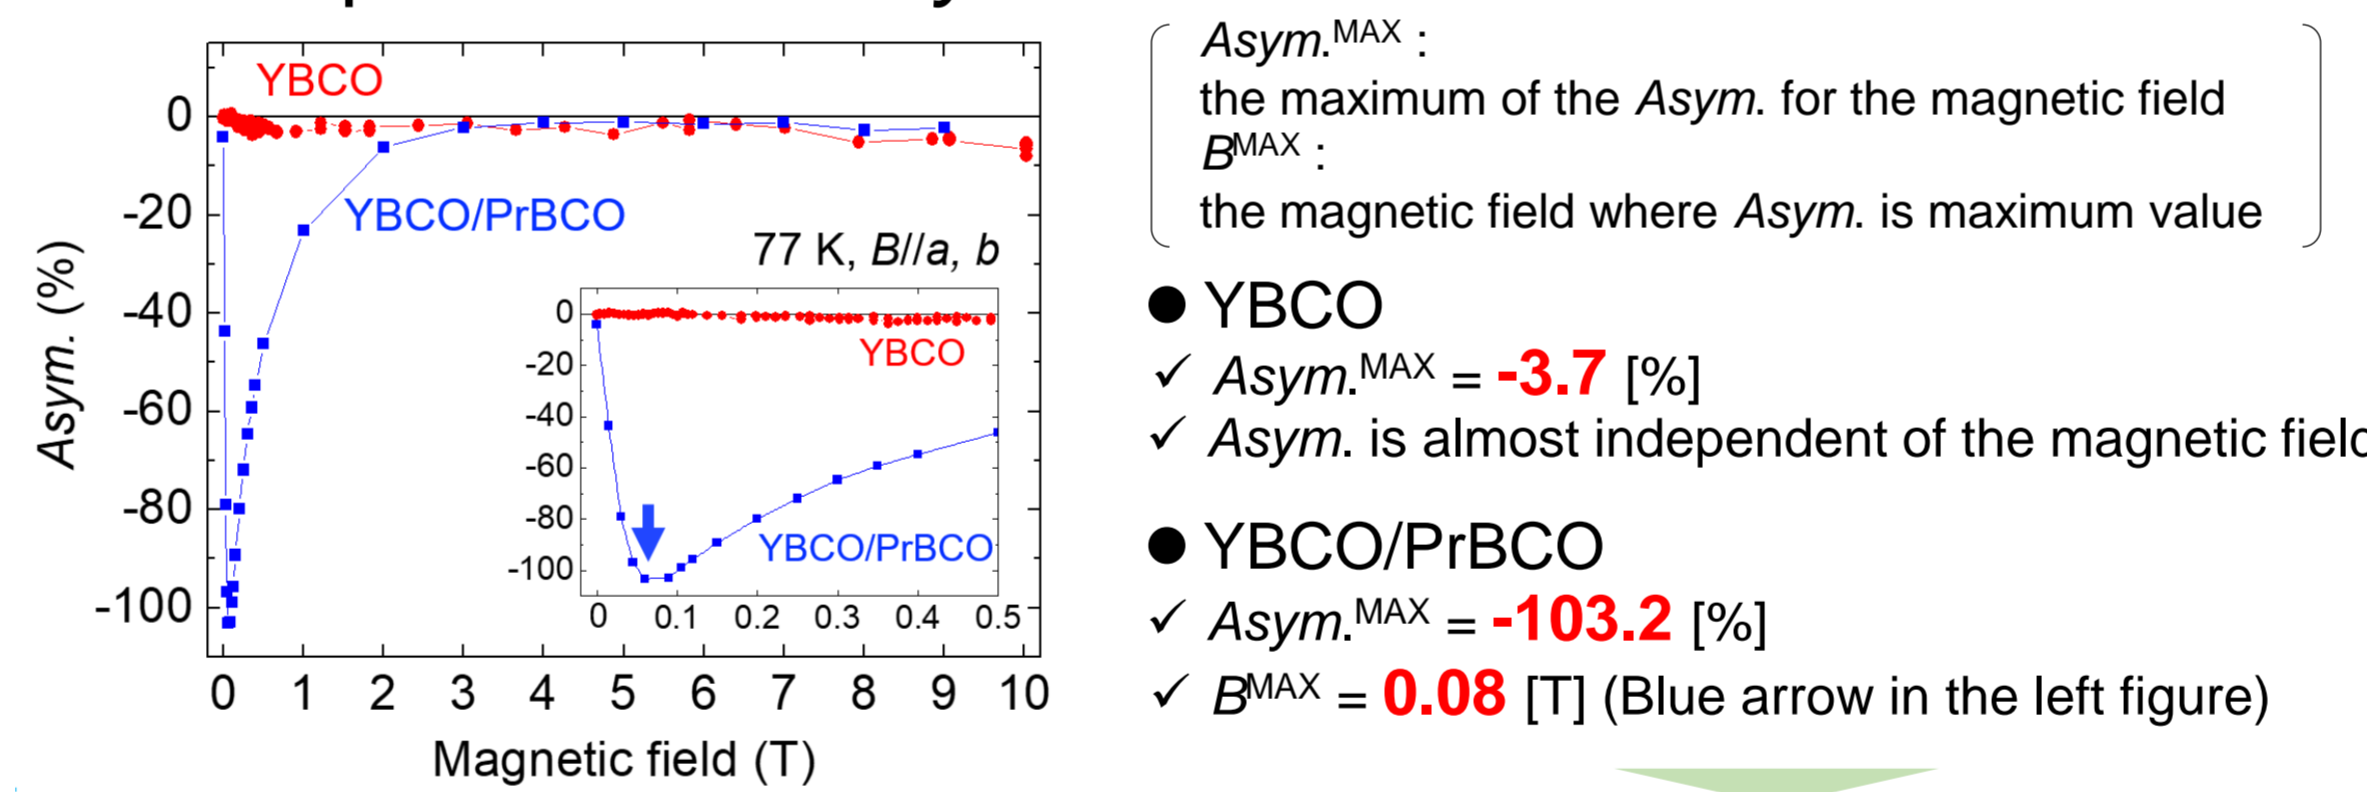 YBCO
0
-20
-40
-60
-80
-100
Asym. (%)
YBCO/PrBCO
77 K, B//a, b
0
-20
-40
-60
-80
-100
YBCO
YBCO/PrBCO
0 0.1 0.2 0.3 0.4 0.5
0 1 2 3 4 5 6 7 8 9 10
Magnetic field (T)
Asym.MAX :
the maximum of the Asym. for the magnetic field
BMAX :
the magnetic field where Asym. is maximum value
● YBCO
✓ Asym.MAX = -3.7 [%]
✓ Asym. is almost independent of the magnetic field
● YBCO/PrBCO
✓ Asym.MAX = -103.2 [%]
✓ BMAX = 0.08 [T] (Blue arrow in the left figure)